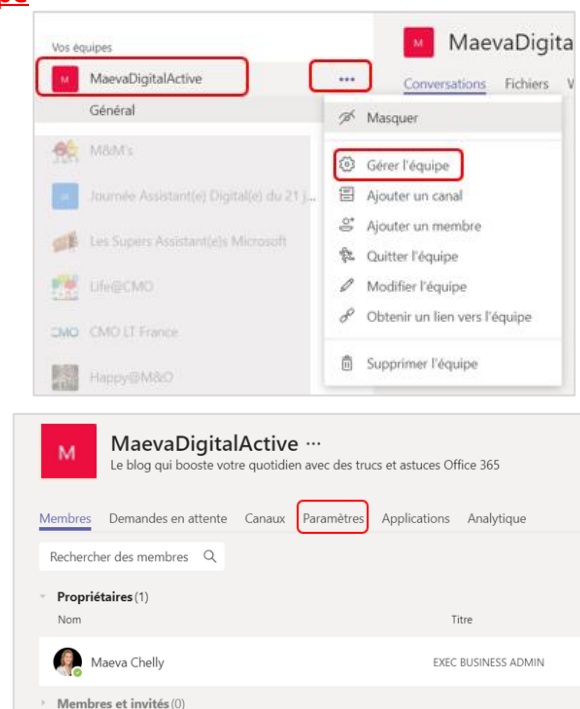 Vos équipes
M MaevaDigitalActive
Général
M&M's
Journée Assistant(e) Digital(e) du 21 j...
Les Supers Assistant(e)s Microsoft
Life@CMO
CMO CMO LT France
Happy@M&O
...
M MaevaDigita
Conversations Fichiers
Masquer
Gérer l'équipe
Ajouter un canal
Ajouter un membre
Quitter l'équipe
Modifier l'équipe
Obtenir un lien vers l'équipe
Supprimer l'équipe
M MaevaDigitalActive ...
Le blog qui booste votre quotidien avec des trucs et astuces Office 365
Membres Demandes en attente Canaux Paramètres Applications Analytique
Rechercher des membres
Propriétaires (1)
Nom Titre
Maeva Chelly EXEC BUSINESS ADMIN
Membres et invités (0)